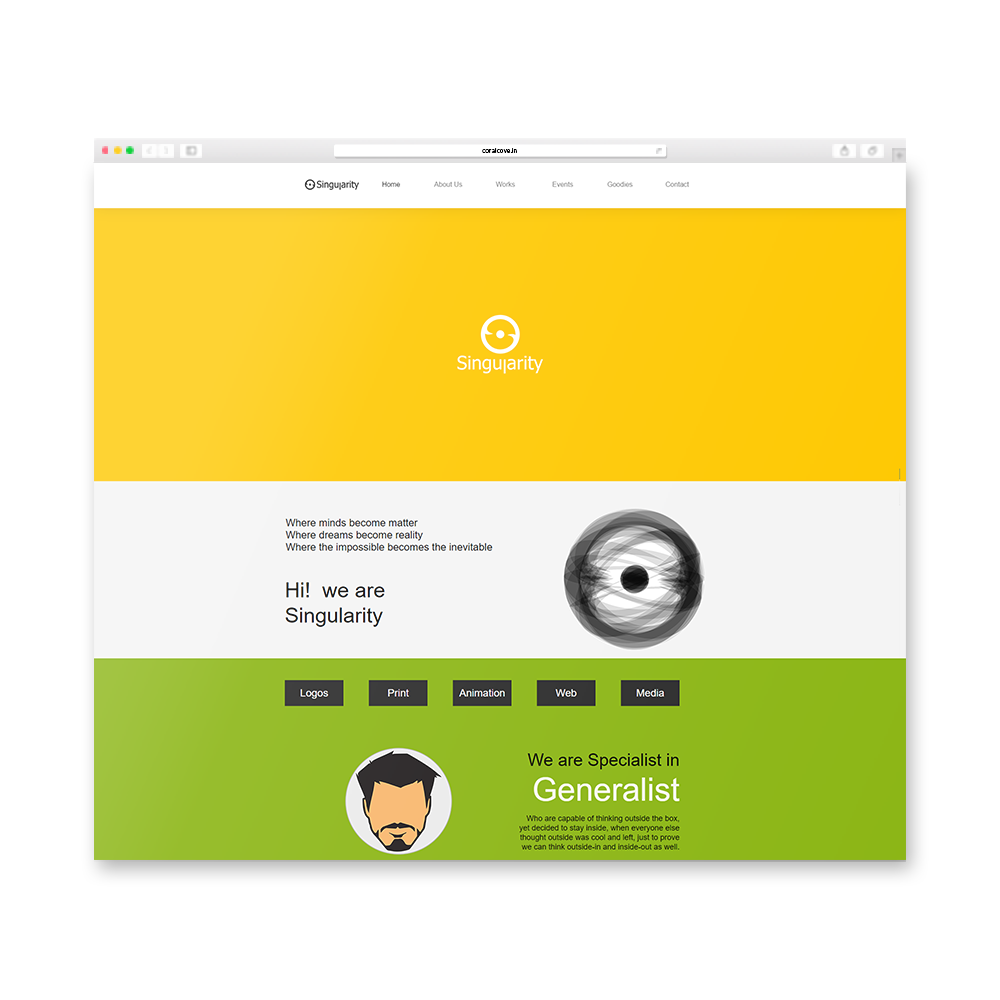 coralcove.in
Singularity Home About Us Works Events Goodies Contact
Singularity
Where minds become matter
Where dreams become reality
Where the impossible becomes the inevitable
Hi! we are
Singularity
Logos Print Animation Web Media
We are Specialist in
Generalist
Who are capable of thinking outside the box,
yet decided to stay inside, when everyone else
thought outside was cool and left, just to prove
we can think outside-in and inside-out as well.